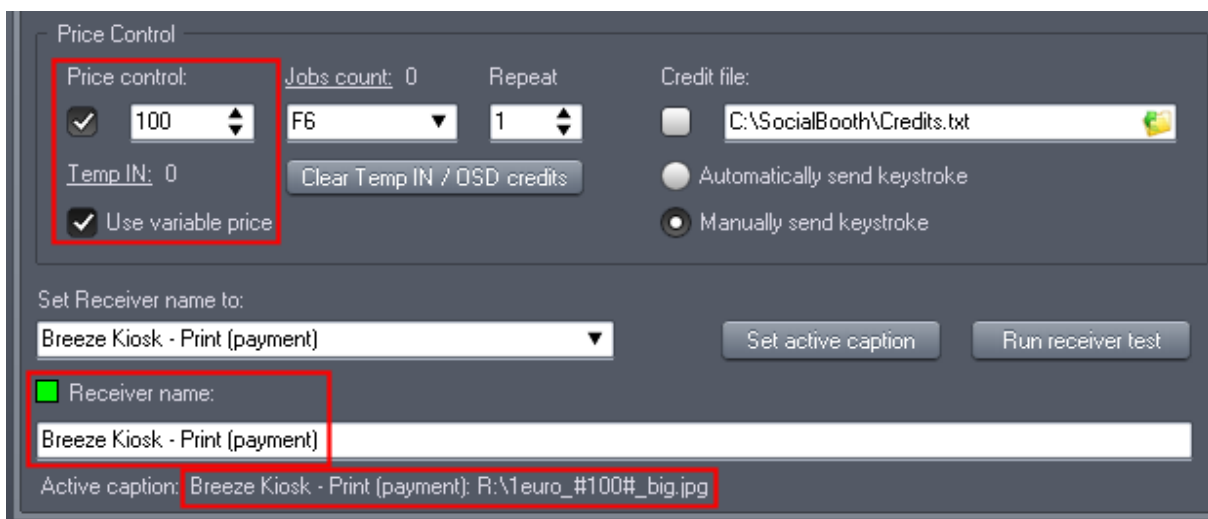 Price Control
Price control: Jobs count: 0 Repeat Credit file:
100 F6 1 C:\SocialBooth\Credits.txt
Temp IN: 0 Clear Temp IN / OSD credits Automatically send keystroke
Use variable price Manually send keystroke
Set Receiver name to:
Breeze Kiosk - Print (payment) Set active caption Run receiver test
Receiver name:
Breeze Kiosk - Print (payment)
Active caption: Breeze Kiosk - Print (payment): R:\1euro_#100#_big.jpg